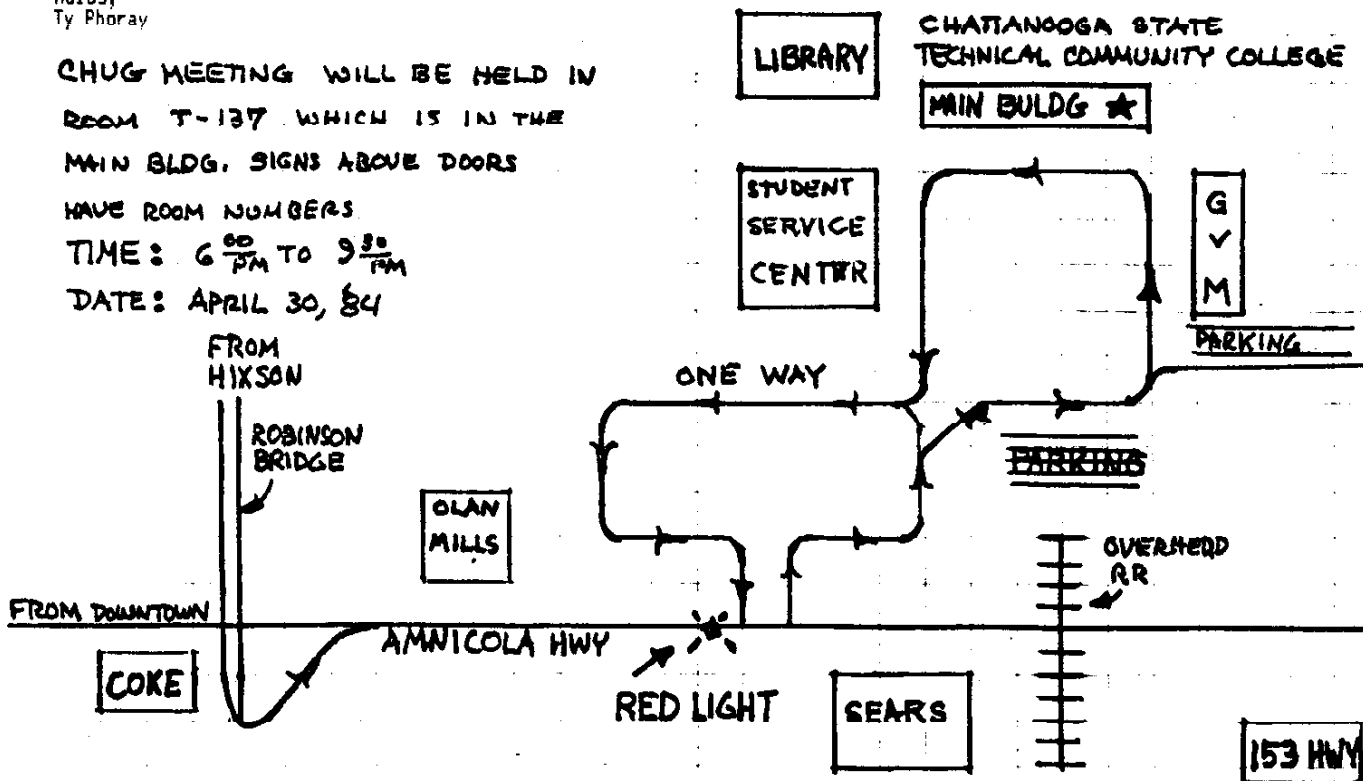 Ty Phoray
CHUG MEETING WILL BE HELD IN
ROOM T-137 WHICH IS IN THE
MAIN BLDG. SIGNS ABOVE DOORS
HAVE ROOM NUMBERS
TIME: 6 00 PM TO 9 30 PM
DATE: APRIL 30, 84
LIBRARY
CHATTANOOGA STATE
TECHNICAL COMMUNITY COLLEGE
MAIN BULDG ★
STUDENT
SERVICE
CENTER
G
✓
M
PARKING
FROM
HIXSON
ONE WAY
ROBINSON
BRIDGE
PARKING
OLAN
MILLS
OVERHEAD
RR
FROM DOWNTOWN
AMNICOLA HWY
COKE
RED LIGHT
SEARS
153 HWY